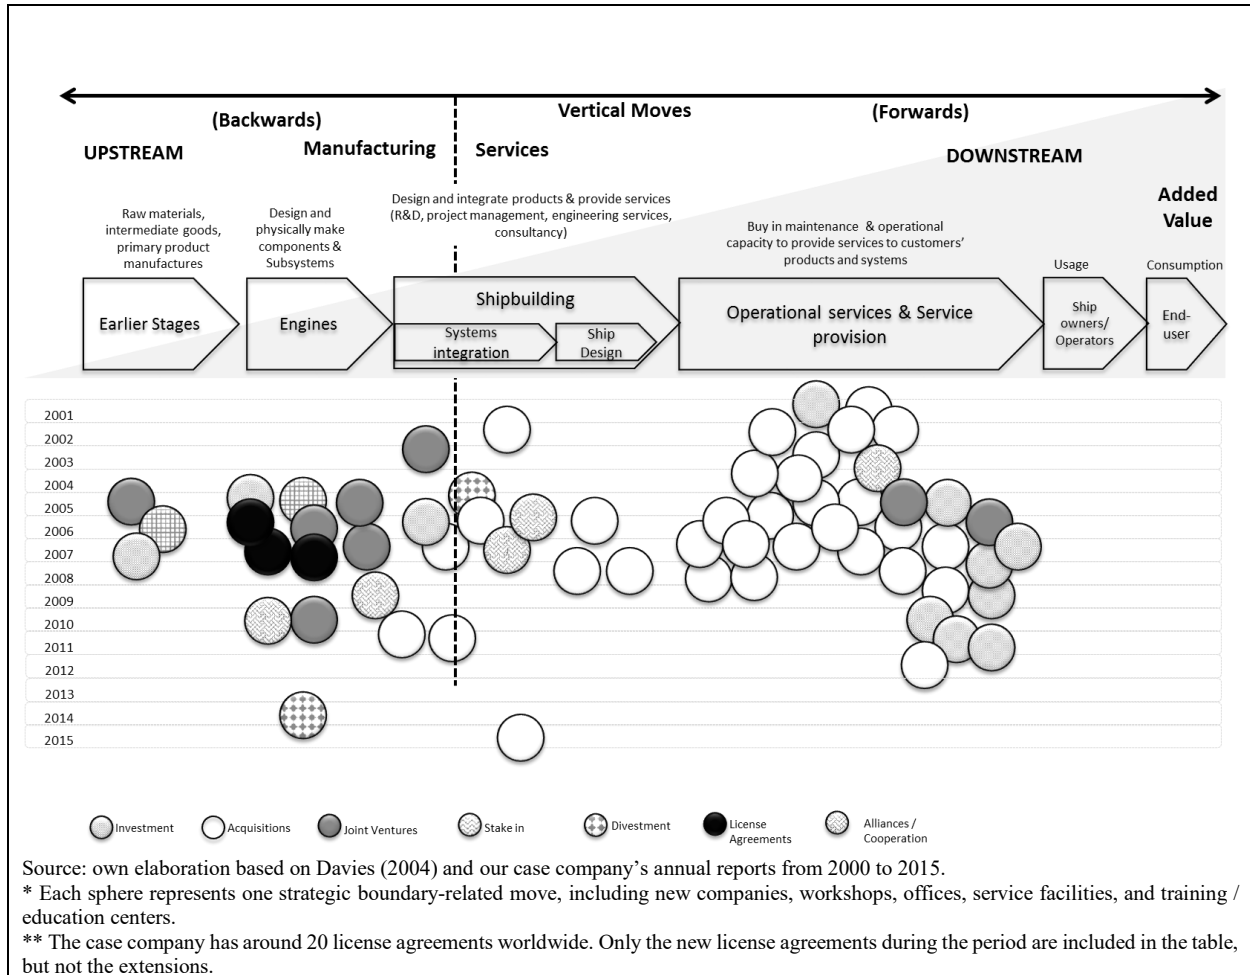 Vertical Moves
(Backwards)
(Forwards)
UPSTREAM
Manufacturing
Services
DOWNSTREAM
Added
Value
Raw materials,
intermediate goods,
primary product
manufactures
Design and
physically make
components &
Subsystems
Design and integrate products & provide services
(R&D, project management, engineering services,
consultancy)
Buy in maintenance & operational
capacity to provide services to customers'
products and systems
Usage
Consumption
Earlier Stages
Engines
Shipbuilding
Systems
integration
Ship
Design
Operational services & Service
provision
Ship
owners/
Operators
End-
user
2001
2002
2003
2004
2005
2006
2007
2008
2009
2010
2011
2012
2013
2014
2015
Investment
Acquisitions
Joint Ventures
Stake in
Divestment
License
Agreements
Alliances /
Cooperation
Source: own elaboration based on Davies (2004) and our case company's annual reports from 2000 to 2015.
* Each sphere represents one strategic boundary-related move, including new companies, workshops, offices, service facilities, and training /
education centers.
** The case company has around 20 license agreements worldwide. Only the new license agreements during the period are included in the table,
but not the extensions.